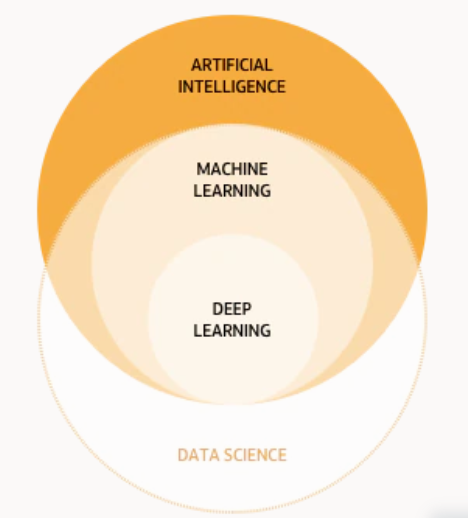 ARTIFICIAL
INTELLIGENCE
MACHINE
LEARNING
DEEP
LEARNING
DATA SCIENCE